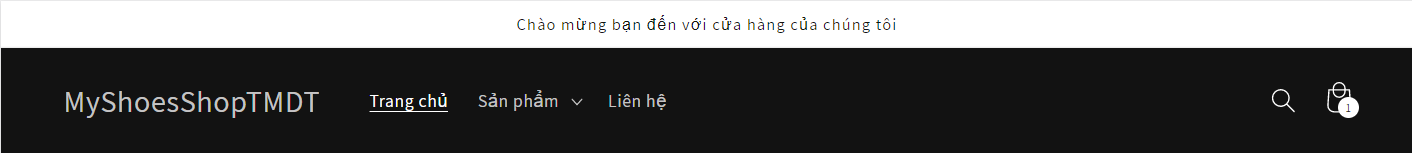 Chào mừng bạn đến với cửa hàng của chúng tôi
MyShoesShopTMDT Trang chủ Sản phẩm Liên hệ
1